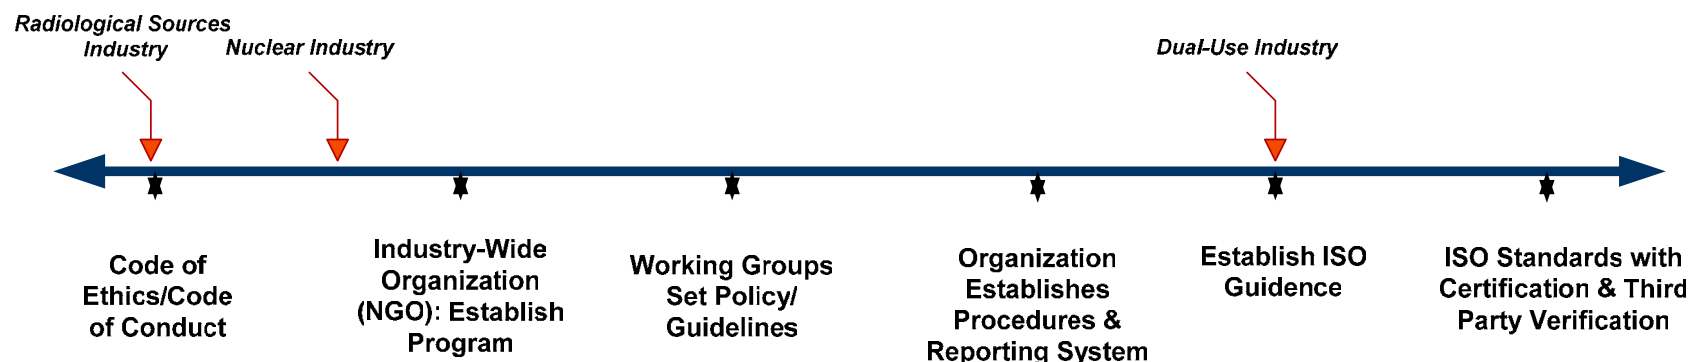 Radiological Sources
Industry
Nuclear Industry
Dual-Use Industry
Code of
Ethics/Code
of Conduct
Industry-Wide
Organization
(NGO): Establish
Program
Working Groups
Set Policy/
Guidelines
Organization
Establishes
Procedures &
Reporting System
Establish ISO
Guidence
ISO Standards with
Certification & Third
Party Verification